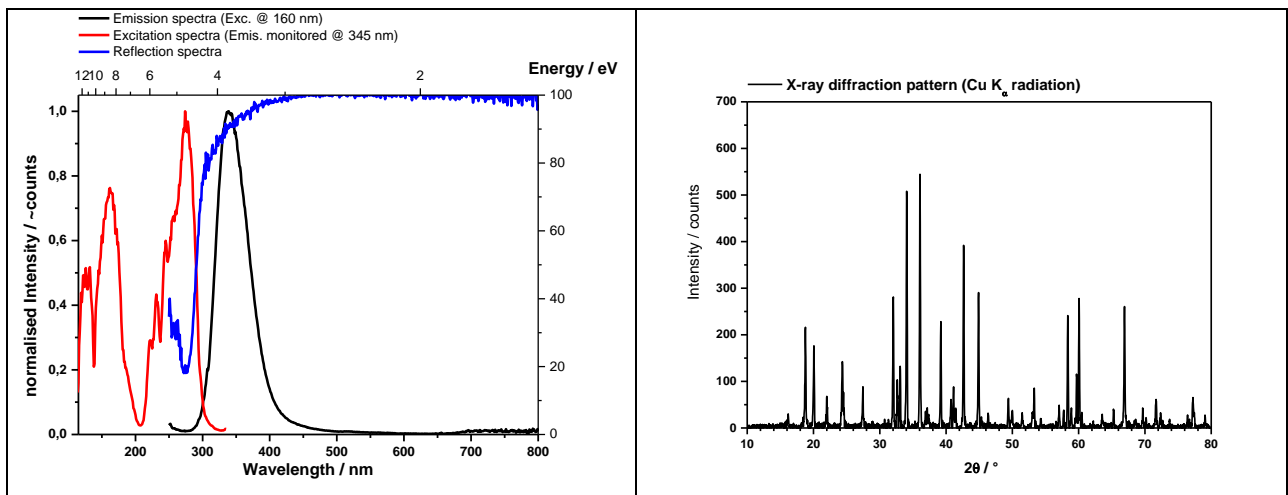 Emission spectra (Exc. @ 160 nm)
Excitation spectra (Emis. monitored @ 345 nm)
Reflection spectra
Energy / eV
12 10 8 6 4 2
normalised Intensity / ~counts
1,0
0,8
0,6
0,4
0,2
0,0
100
80
60
40
20
0
200 300 400 500 600 700 800
Wavelength / nm
X-ray diffraction pattern (Cu Kα radiation)
Intensity / counts
700
600
500
400
300
200
100
0
10 20 30 40 50 60 70 80
2θ / °